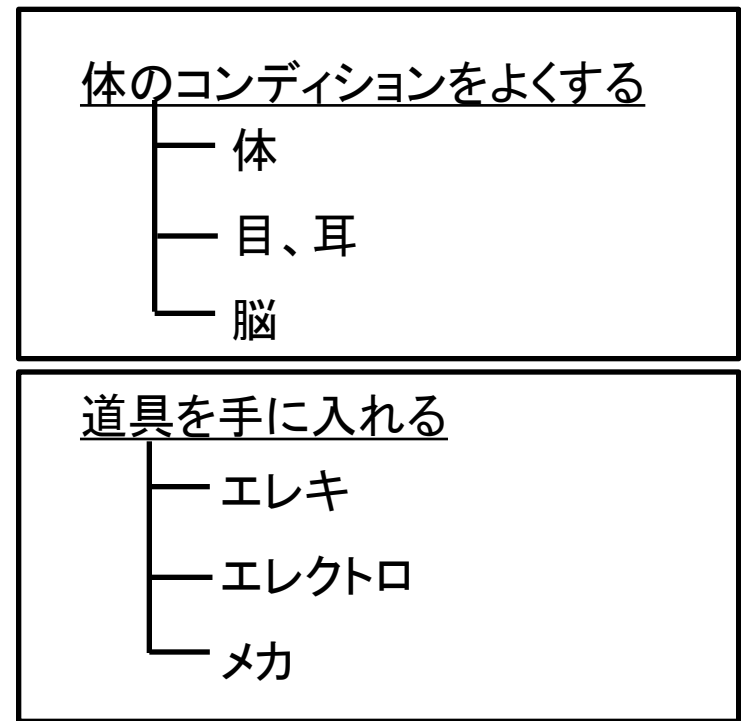 体のコンディションをよくする
体
目、耳
脳
道具を手に入れる
エレキ
エレクトロ
メカ